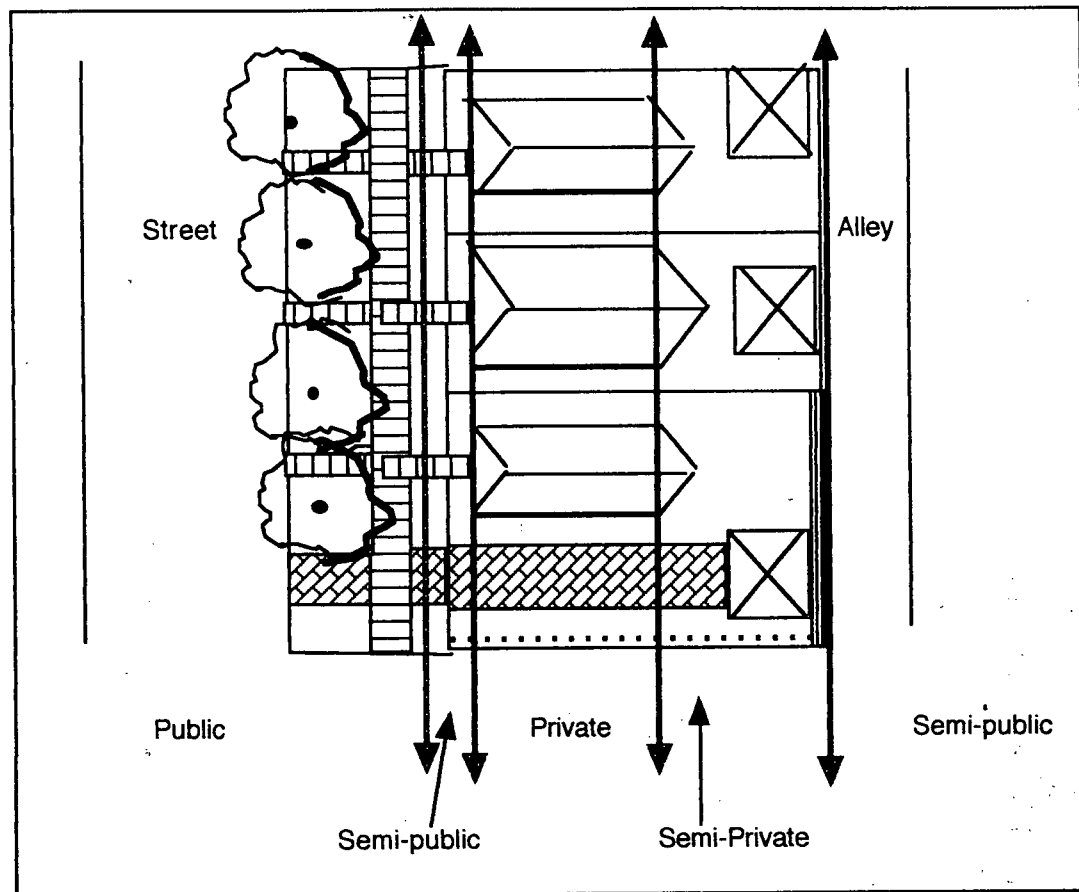 Street
Alley
Public
Private
Semi-public
Semi-public
Semi-Private